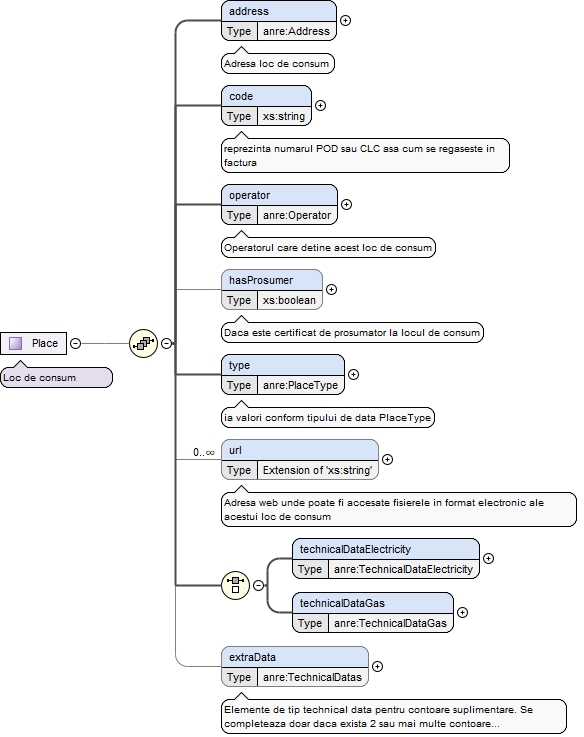 address
Type anre:Address
Adresa loc de consum
code
Type xs:string
reprezinta numarul POD sau CLC asa cum se regaseste in
factura
operator
Type anre:Operator
Operatorul care detine acest loc de consum
hasProsumer
Type xs:boolean
Daca este certificat de prosumator la locul de consum
Place
Loc de consum
type
Type anre:PlaceType
ia valori conform tipului de data PlaceType
0..∞
url
Type Extension of 'xs:string'
Adresa web unde poate fi accesate fisierele in format electronic ale
acestui loc de consum
technicalDataElectricity
Type anre:TechnicalDataElectricity
technicalDataGas
Type anre:TechnicalDataGas
extraData
Type anre:TechnicalDatas
Elemente de tip technical data pentru contoare suplimentare. Se
completeaza doar daca exista 2 sau mai multe contoare...